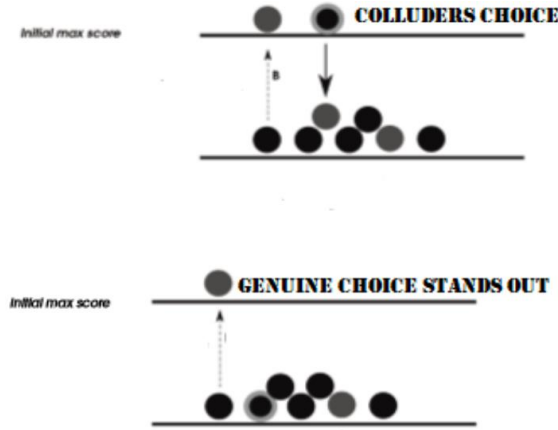 COLLUDERS CHOICE
Initial max score
B
GENUINE CHOICE STANDS OUT
Initial max score